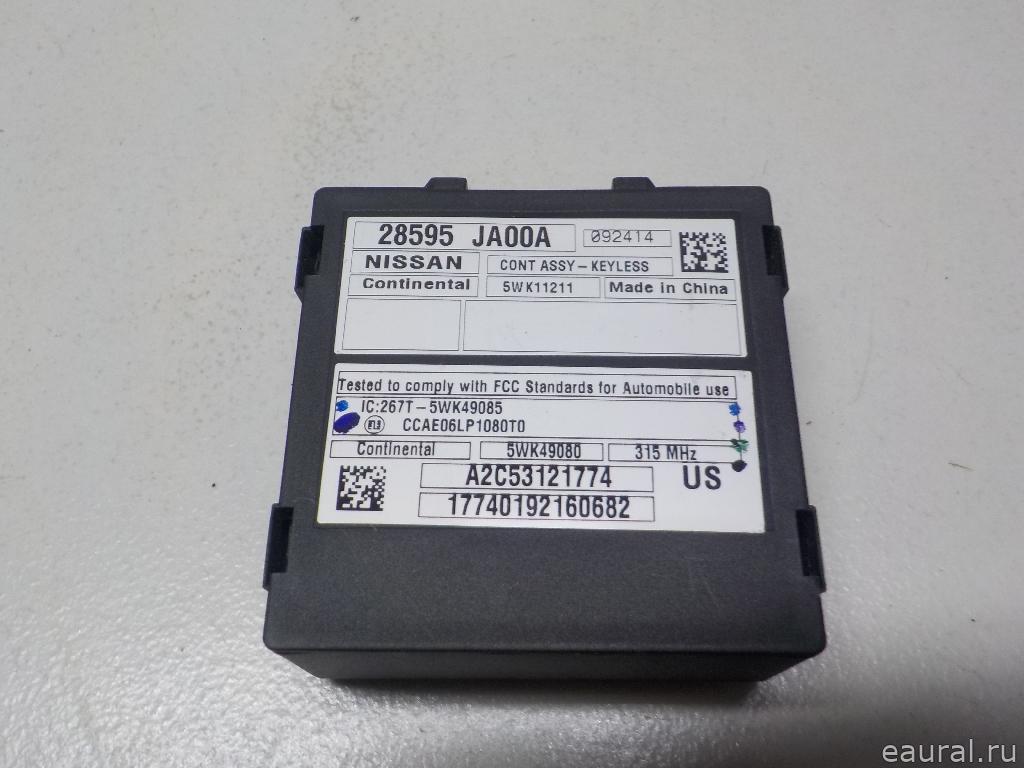 28595 JA00A 092414
NISSAN CONT ASSY-KEYLESS
Continental 5WK11211 Made in China
Tested to comply with FCC Standards for Automobile use
IC:267T-5WK49085
CCAE06LP1080T0
Continental 5WK49080 315 MHz
A2C53121774 US
17740192160682
eaural.ru